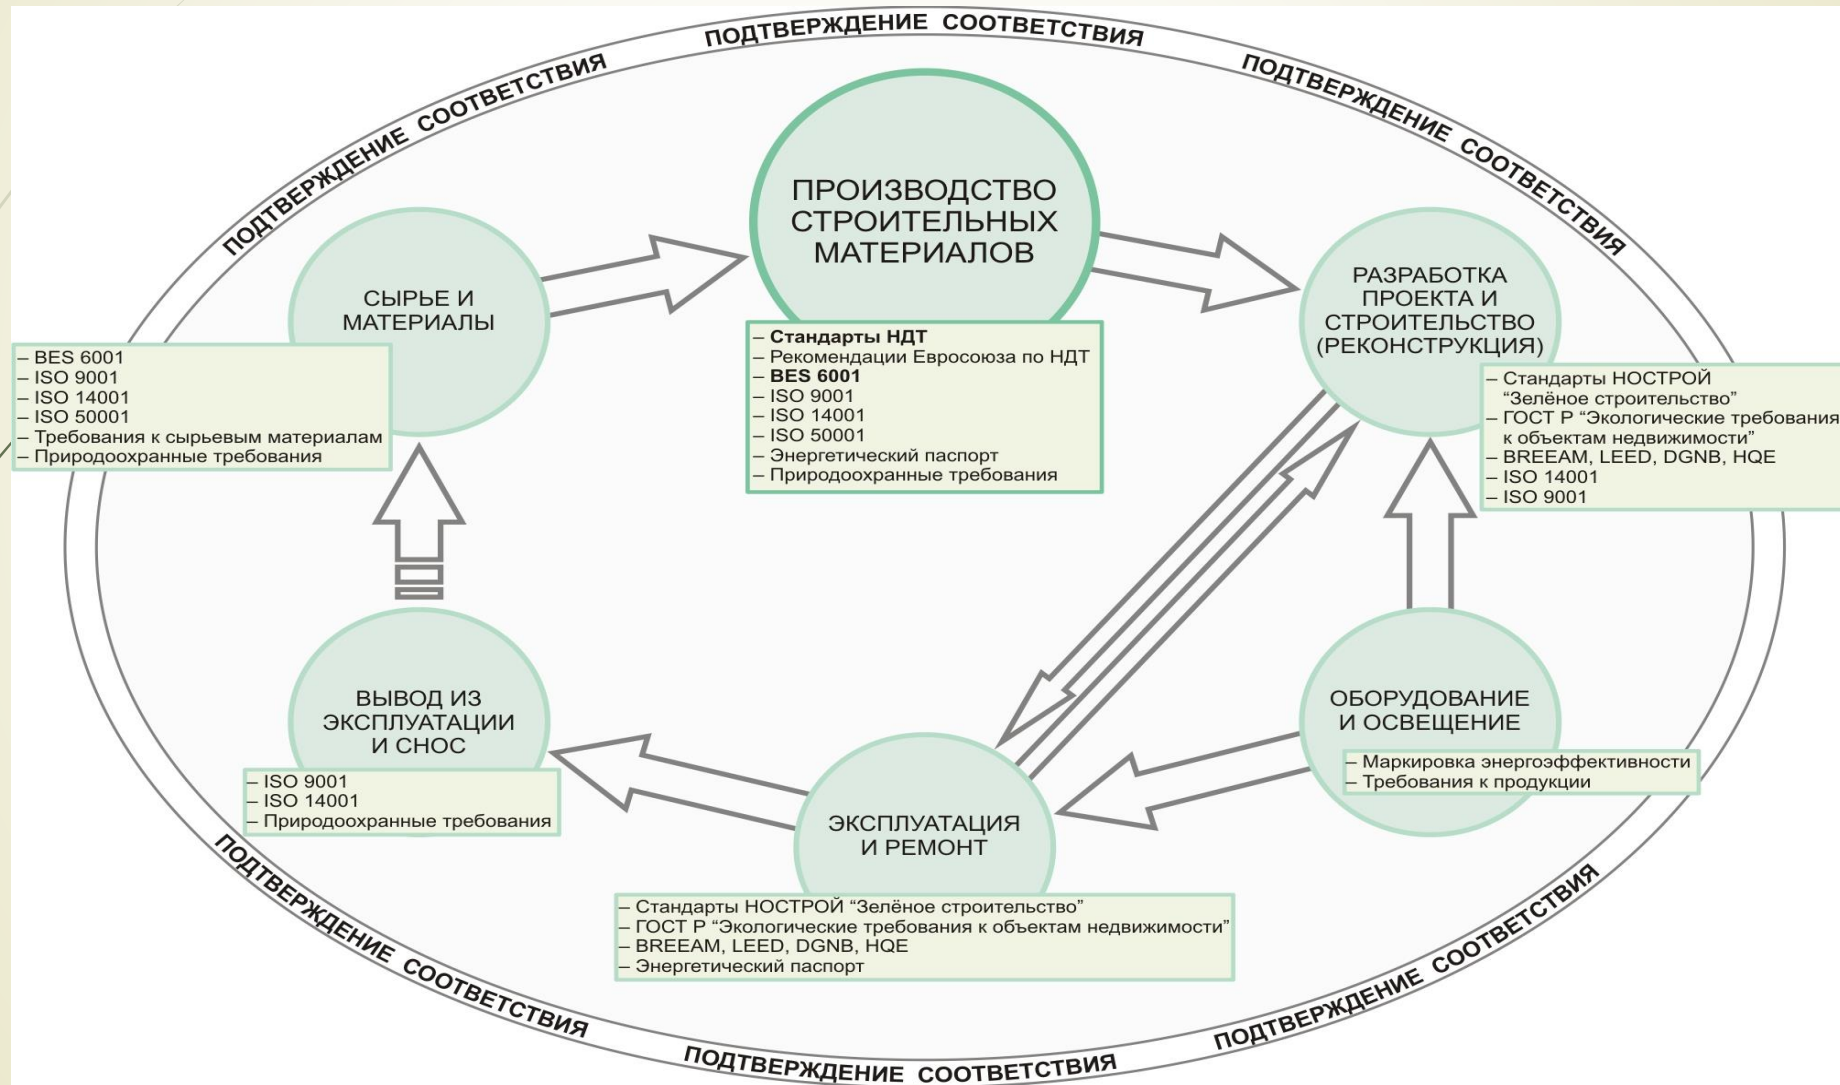 ПОДТВЕРЖДЕНИЕ СООТВЕТСТВИЯ
ПОДТВЕРЖДЕНИЕ СООТВЕТСТВИЯ
ПОДТВЕРЖДЕНИЕ СООТВЕТСТВИЯ
СЫРЬЕ И
МАТЕРИАЛЫ
– BES 6001
– ISO 9001
– ISO 14001
– ISO 50001
– Требования к сырьевым материалам
– Природоохранные требования
ПРОИЗВОДСТВО
СТРОИТЕЛЬНЫХ
МАТЕРИАЛОВ
– Стандарты НДТ
– Рекомендации Евросоюза по НДТ
– BES 6001
– ISO 9001
– ISO 14001
– ISO 50001
– Энергетический паспорт
– Природоохранные требования
РАЗРАБОТКА
ПРОЕКТА И
СТРОИТЕЛЬСТВО
(РЕКОНСТРУКЦИЯ)
– Стандарты НОСТРОЙ
“Зелёное строительство”
– ГОСТ Р “Экологические требования
к объектам недвижимости”
– BREEAM, LEED, DGNB, HQE
– ISO 14001
– ISO 9001
ВЫВОД ИЗ
ЭКСПЛУАТАЦИИ
И СНОС
– ISO 9001
– ISO 14001
– Природоохранные требования
ЭКСПЛУАТАЦИЯ
И РЕМОНТ
– Стандарты НОСТРОЙ “Зелёное строительство”
– ГОСТ Р “Экологические требования к объектам недвижимости”
– BREEAM, LEED, DGNB, HQE
– Энергетический паспорт
ОБОРУДОВАНИЕ
И ОСВЕЩЕНИЕ
– Маркировка энергоэффективности
– Требования к продукции
ПОДТВЕРЖДЕНИЕ СООТВЕТСТВИЯ
ПОДТВЕРЖДЕНИЕ СООТВЕТСТВИЯ
ПОДТВЕРЖДЕНИЕ СООТВЕТСТВИЯ